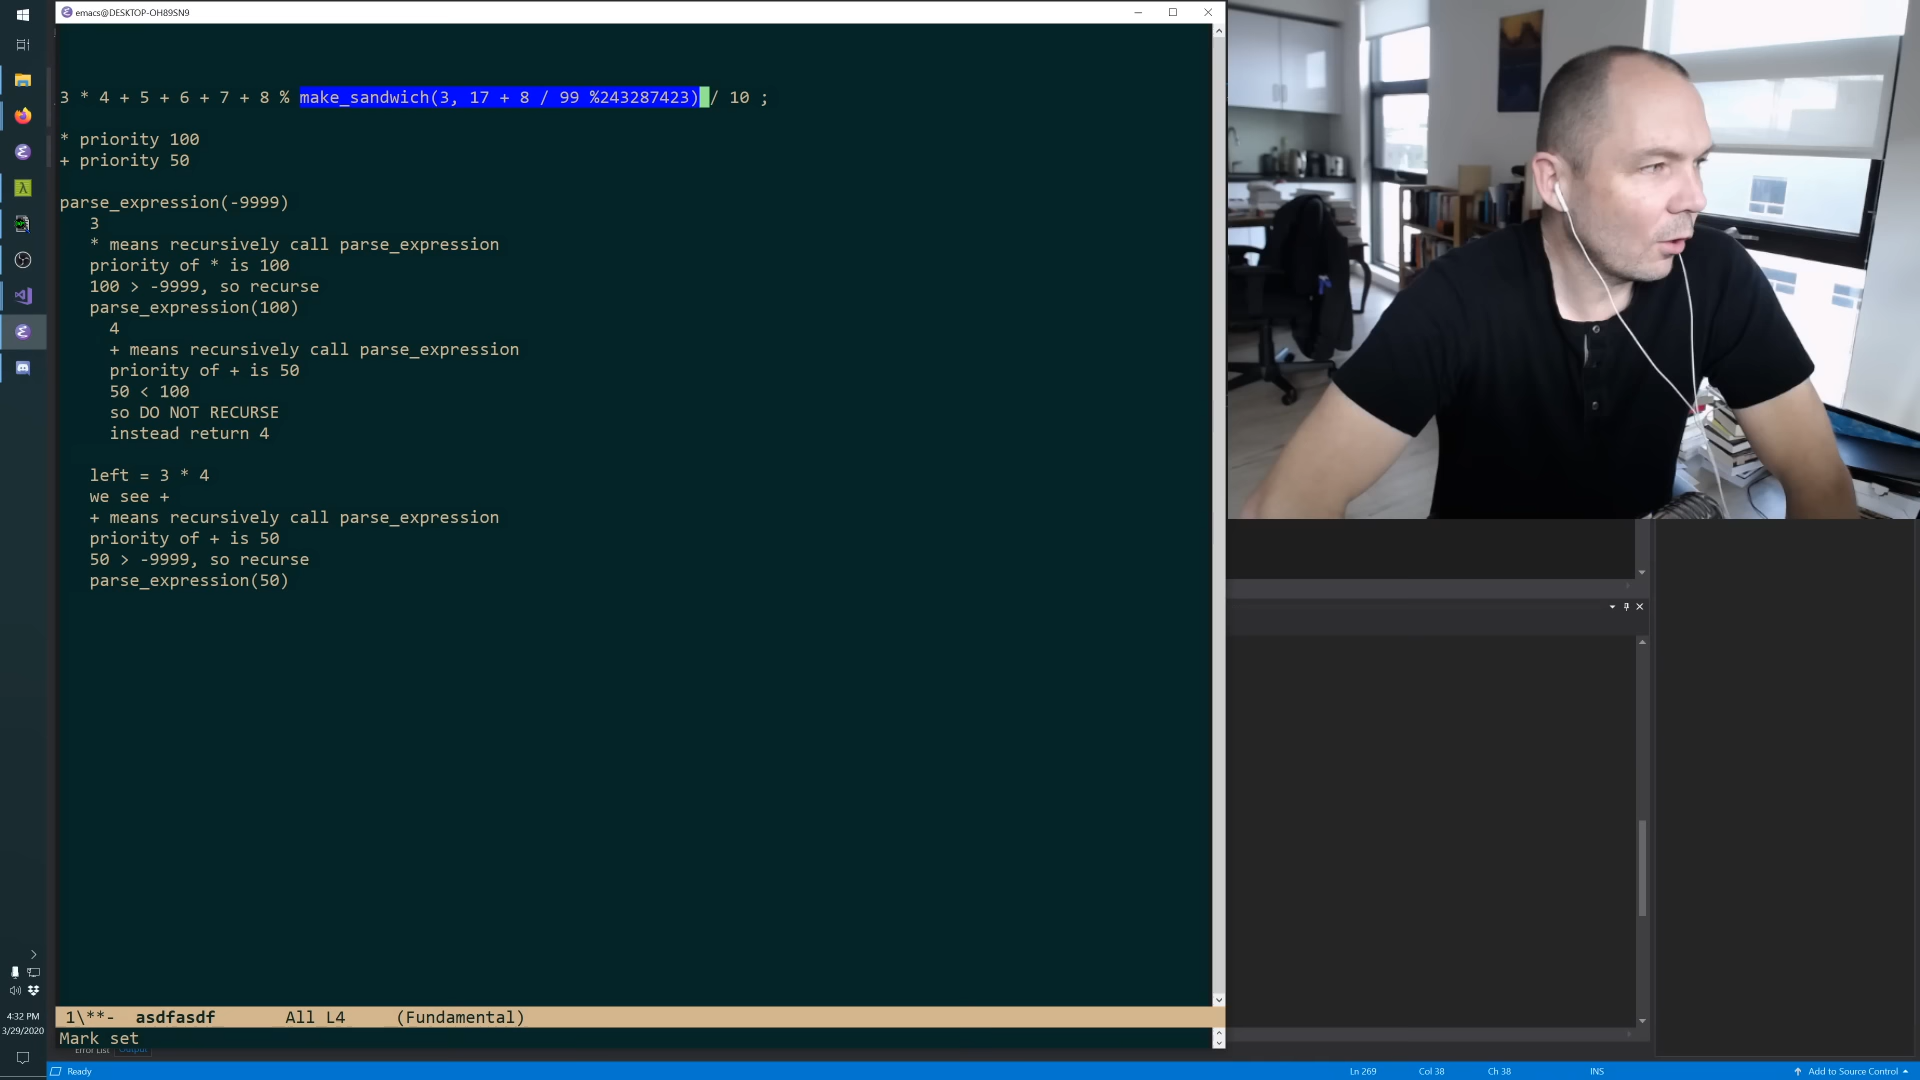 emacs@DESKTOP-OH89SN9
3 * 4 + 5 + 6 + 7 + 8 % make_sandwich(3, 17 + 8 / 99 %243287423) / 10 ;
* priority 100
+ priority 50
parse_expression(-9999)
3
* means recursively call parse_expression
priority of * is 100
100 > -9999, so recurse
parse_expression(100)
4
+ means recursively call parse_expression
priority of + is 50
50 < 100
so DO NOT RECURSE
instead return 4
left = 3 * 4
we see +
+ means recursively call parse_expression
priority of + is 50
50 > -9999, so recurse
parse_expression(50)
1\**- asdfasdf All L4 (Fundamental)
Mark set
4:32 PM
3/29/2020
Error List Output
Ready
Ln 269
Col 38
Ch 38
INS
Add to Source Control